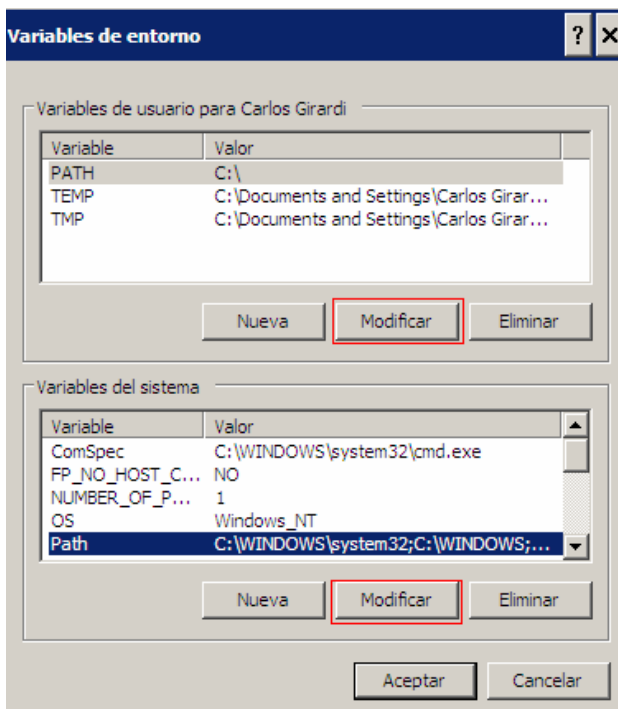 Variables de entorno
? ×
Variables de usuario para Carlos Girardi
Variable Valor
PATH C:\
TEMP C:\Documents and Settings\Carlos Girar...
TMP C:\Documents and Settings\Carlos Girar...
Nueva Modificar Eliminar
Variables del sistema
Variable Valor
ComSpec C:\WINDOWS\system32\cmd.exe
FP_NO_HOST_C... NO
NUMBER_OF_P... 1
OS Windows_NT
Path C:\WINDOWS\system32;C:\WINDOWS;...
Nueva Modificar Eliminar
Aceptar Cancelar